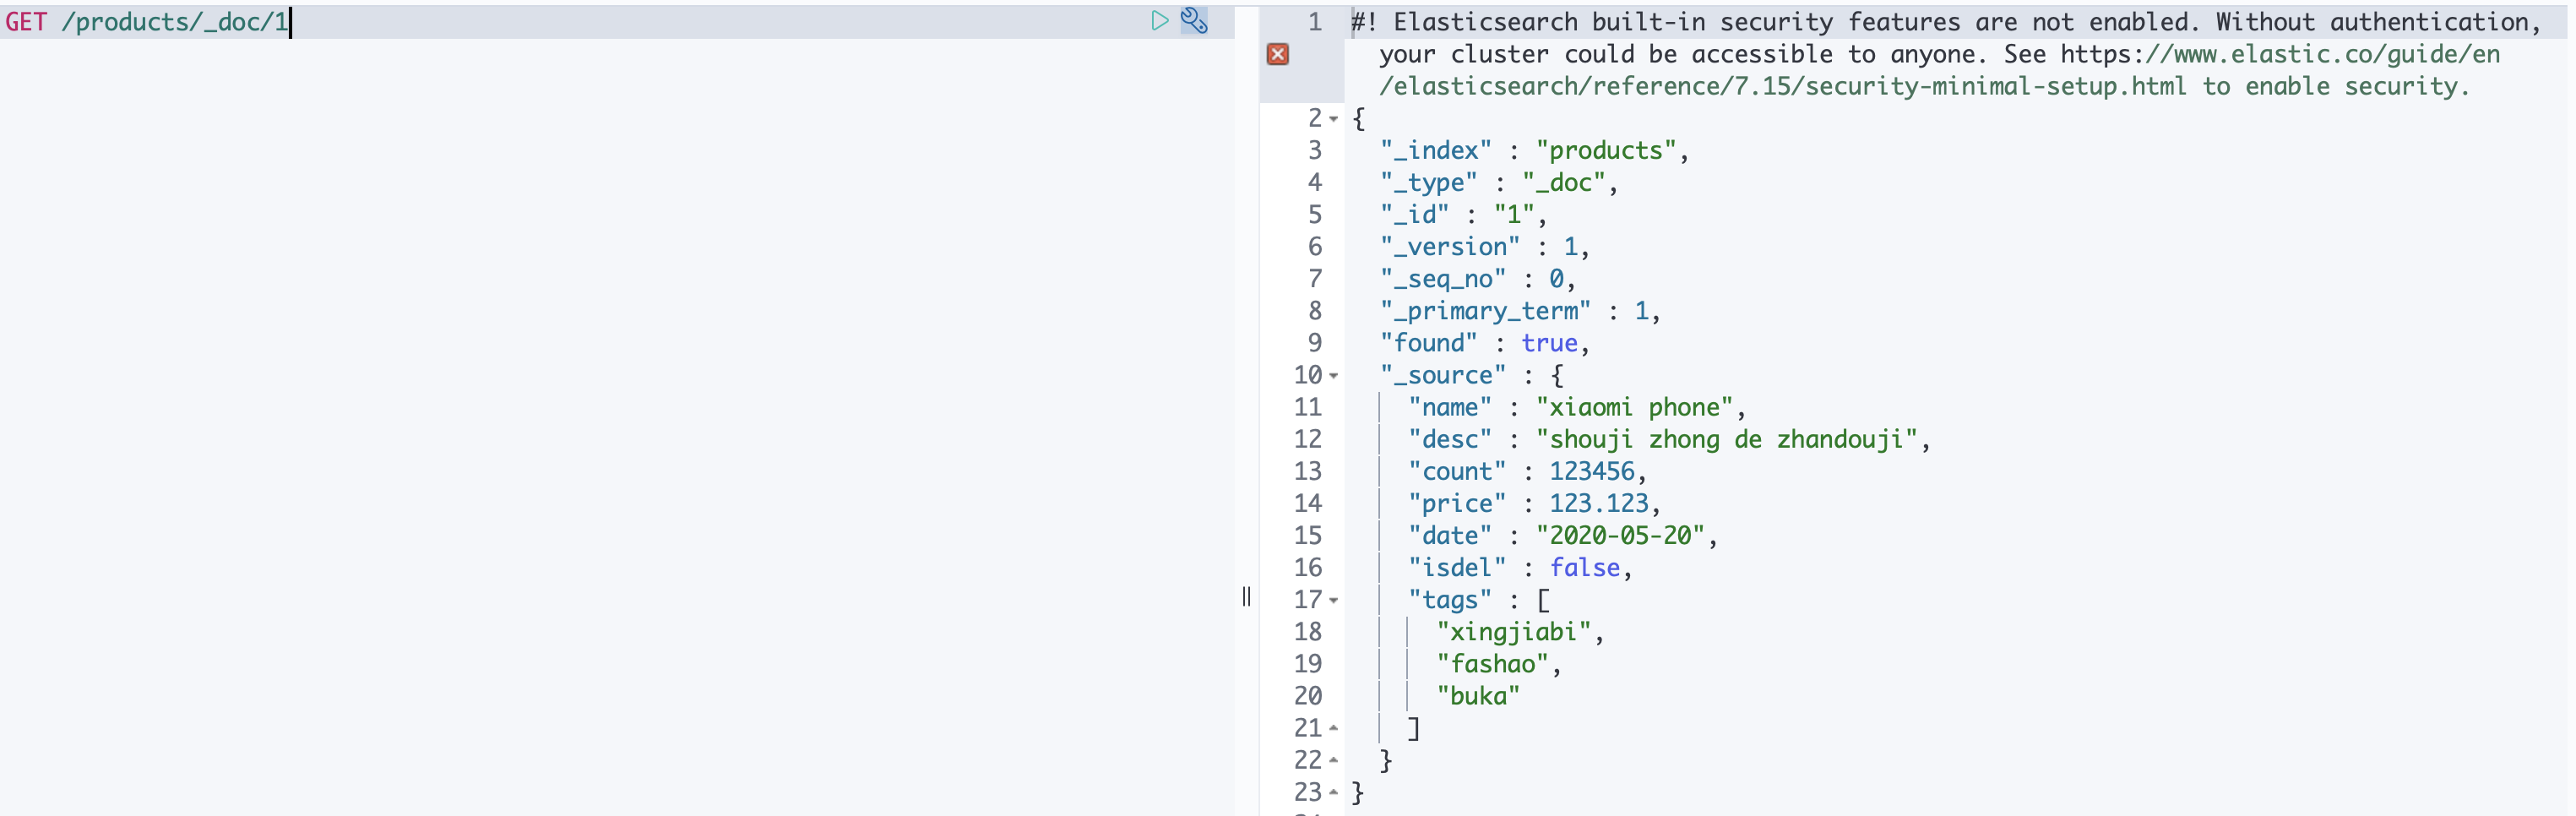 GET /products/_doc/1
1 #! Elasticsearch built-in security features are not enabled. Without authentication,
your cluster could be accessible to anyone. See https://www.elastic.co/guide/en
/elasticsearch/reference/7.15/security-minimal-setup.html to enable security.
2 {
3 "_index" : "products",
4 "_type" : "_doc",
5 "_id" : "1",
6 "_version" : 1,
7 "_seq_no" : 0,
8 "_primary_term" : 1,
9 "found" : true,
10 "_source" : {
11 "name" : "xiaomi phone",
12 "desc" : "shouji zhong de zhandouji",
13 "count" : 123456,
14 "price" : 123.123,
15 "date" : "2020-05-20",
16 "isdel" : false,
17 "tags" : [
18 "xingjiabi",
19 "fashao",
20 "buka"
21 ]
22 }
23 }